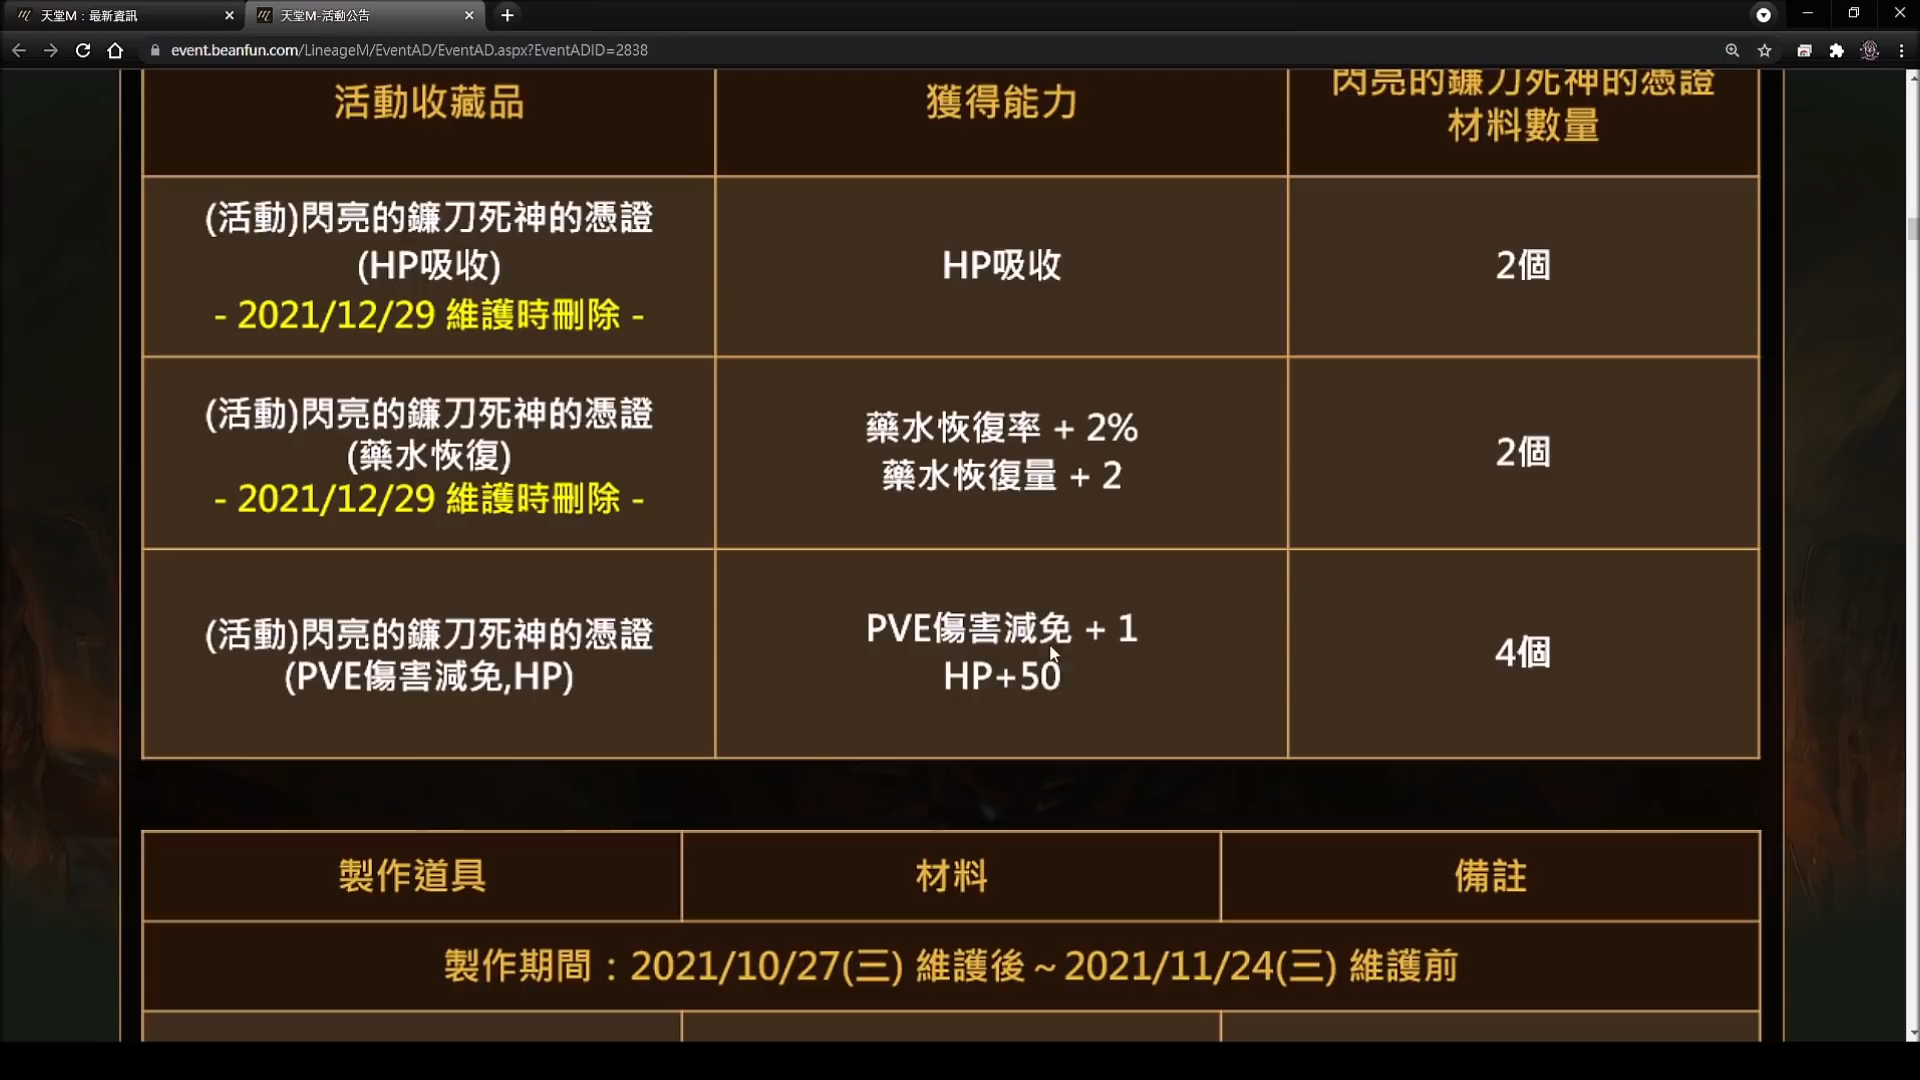 天堂M：最新資訊
天堂M-活動公告
event.beanfun.com/LineageM/EventAD/EventAD.aspx?EventADID=2838
活動收藏品
獲得能力
閃亮的鐮刀死神的憑證
材料數量
(活動)閃亮的鐮刀死神的憑證
(HP吸收)
- 2021/12/29 維護時刪除 -
HP吸收
2個
(活動)閃亮的鐮刀死神的憑證
(藥水恢復)
- 2021/12/29 維護時刪除 -
藥水恢復率 + 2%
藥水恢復量 + 2
2個
(活動)閃亮的鐮刀死神的憑證
(PVE傷害減免,HP)
PVE傷害減免 + 1
HP+50
4個
製作道具
材料
備註
製作期間：2021/10/27(三) 維護後～2021/11/24(三) 維護前